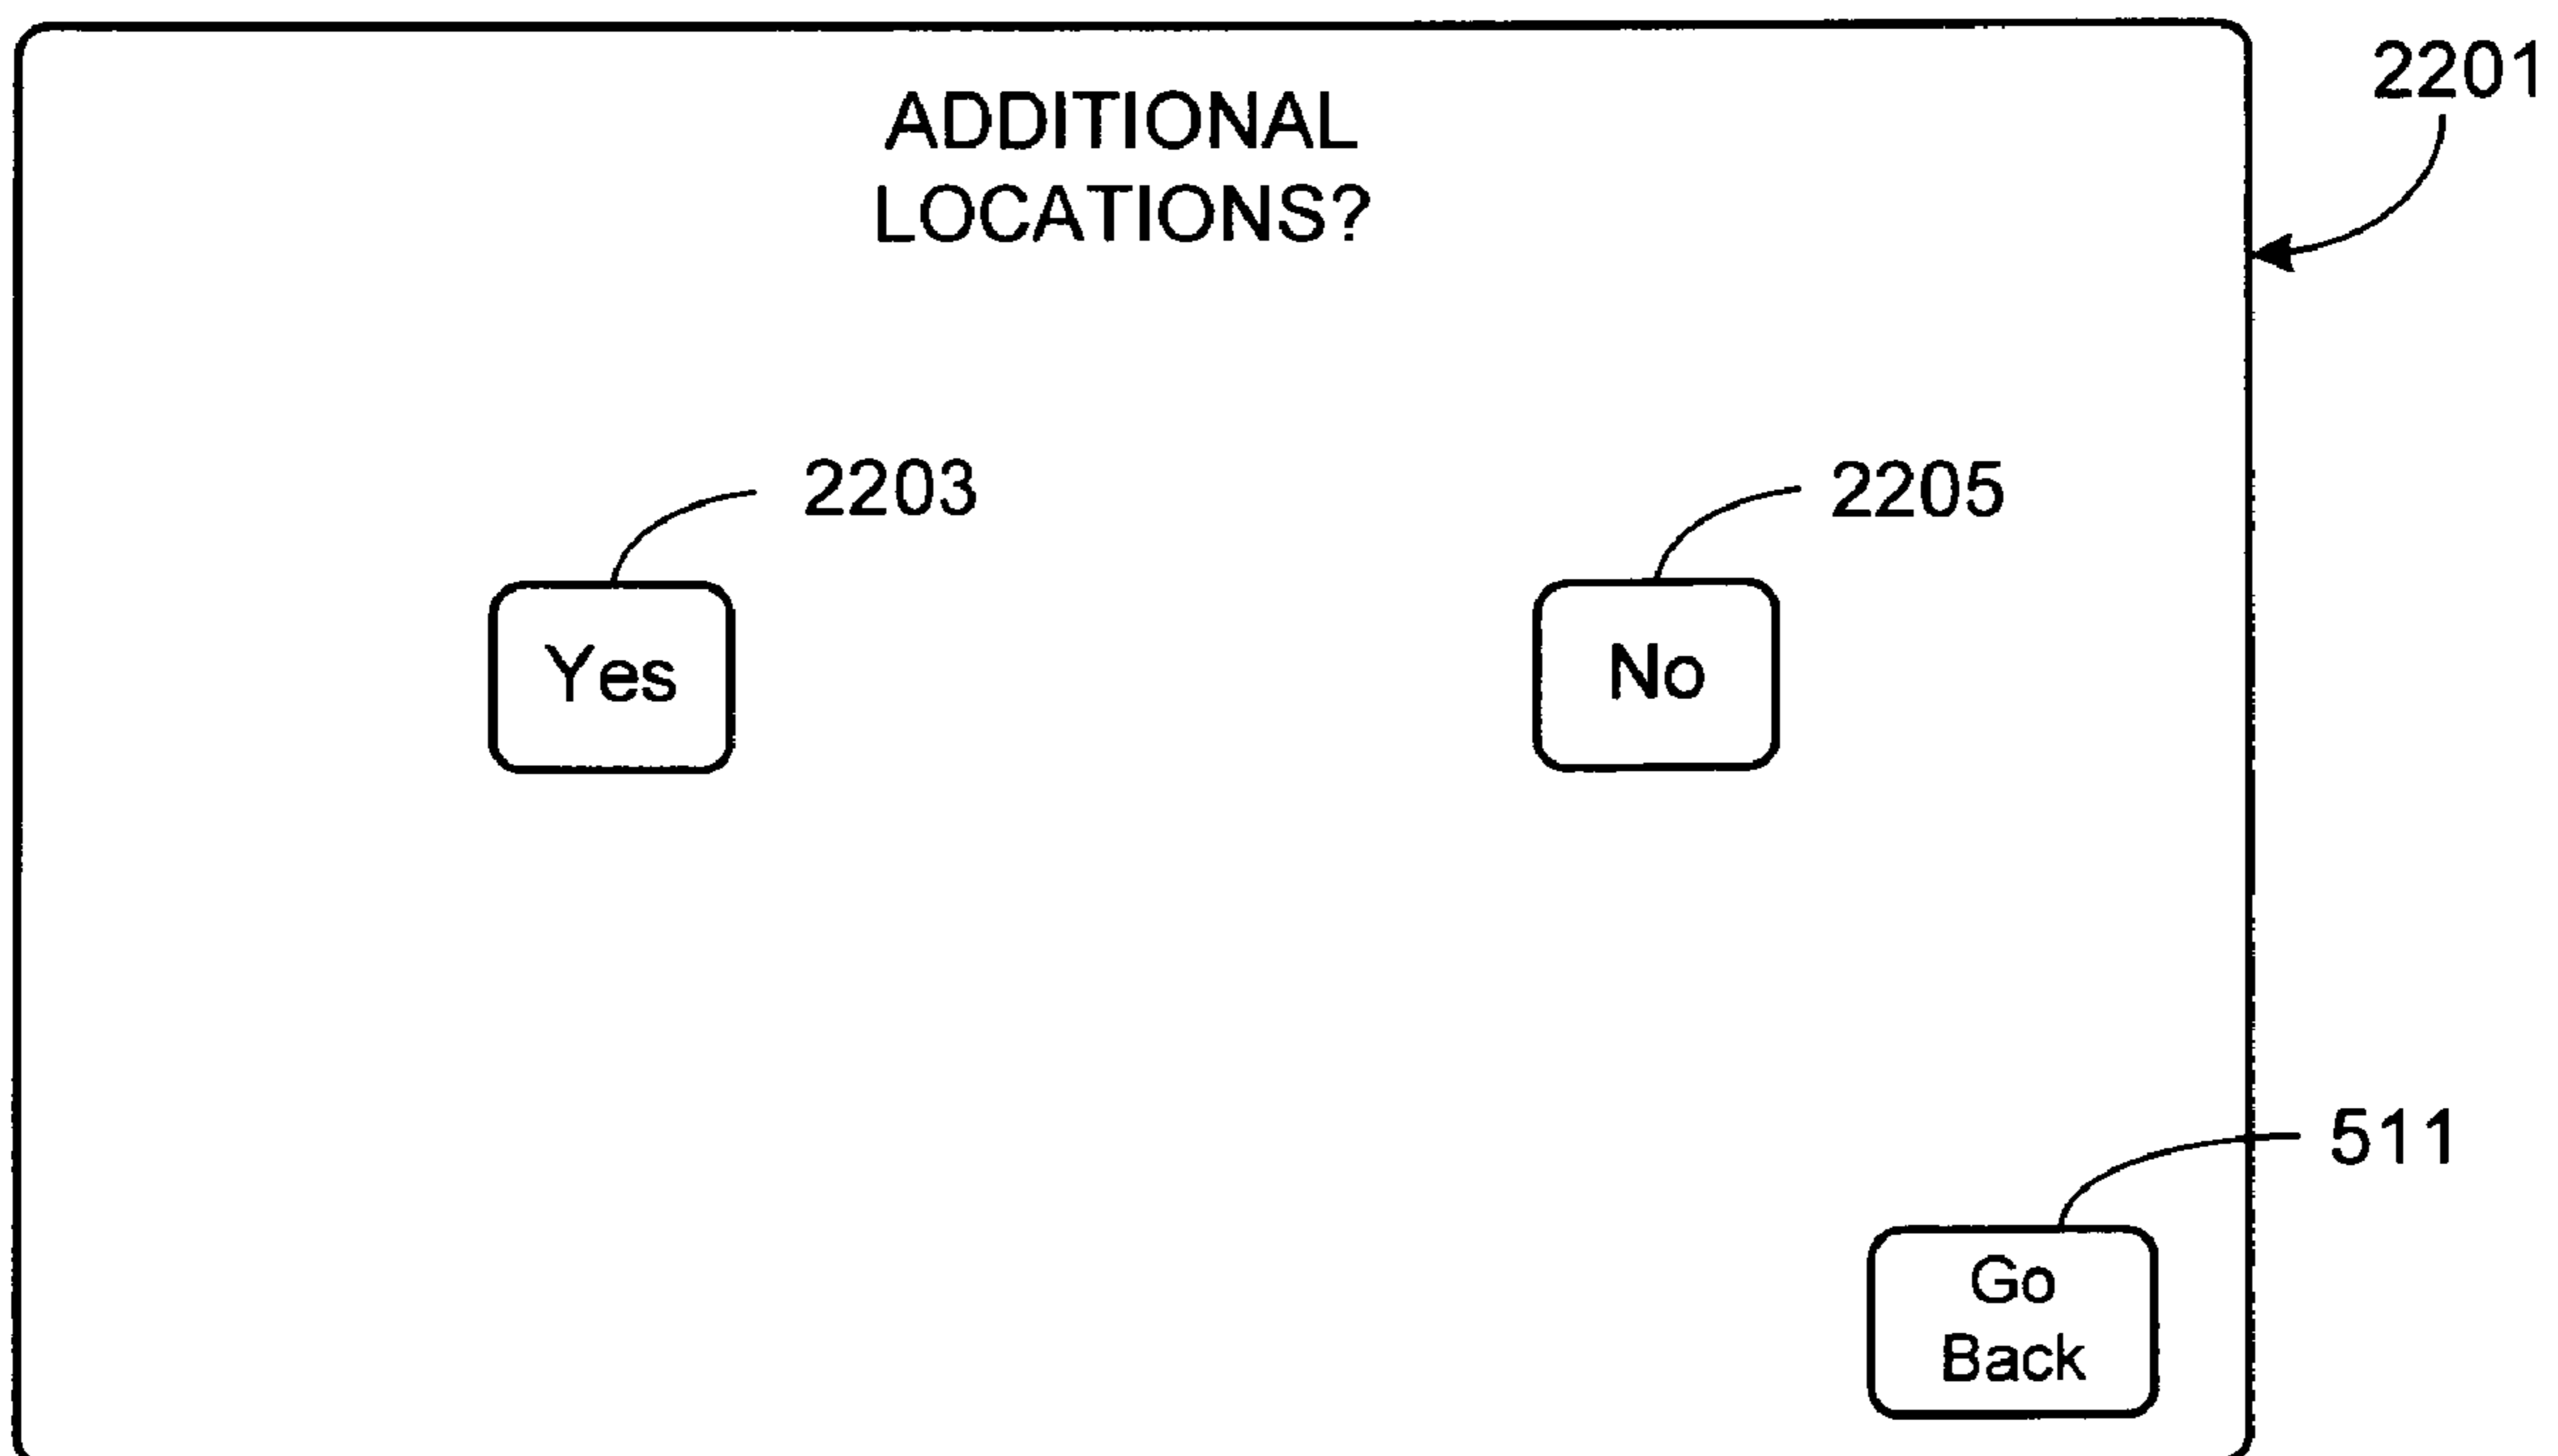 2201
ADDITIONAL
LOCATIONS?
2203
2205
Yes
No
511
Go
Back